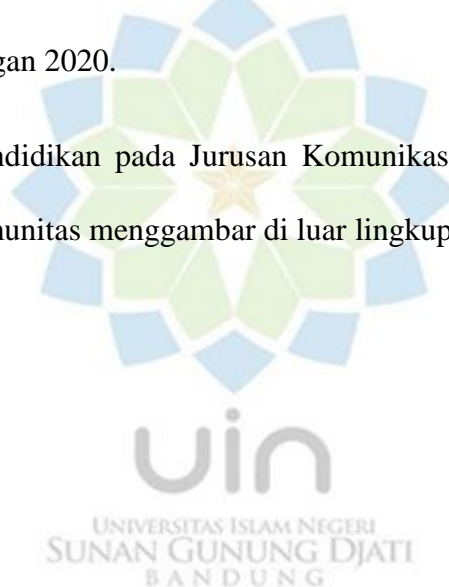 gan 2020.
ndidikan pada Jurusan Komunikas
munitas menggambar di luar lingkup
uin
UNIVERSITAS ISLAM NEGERI
SUNAN GUNUNG DJATI
BANDUNG